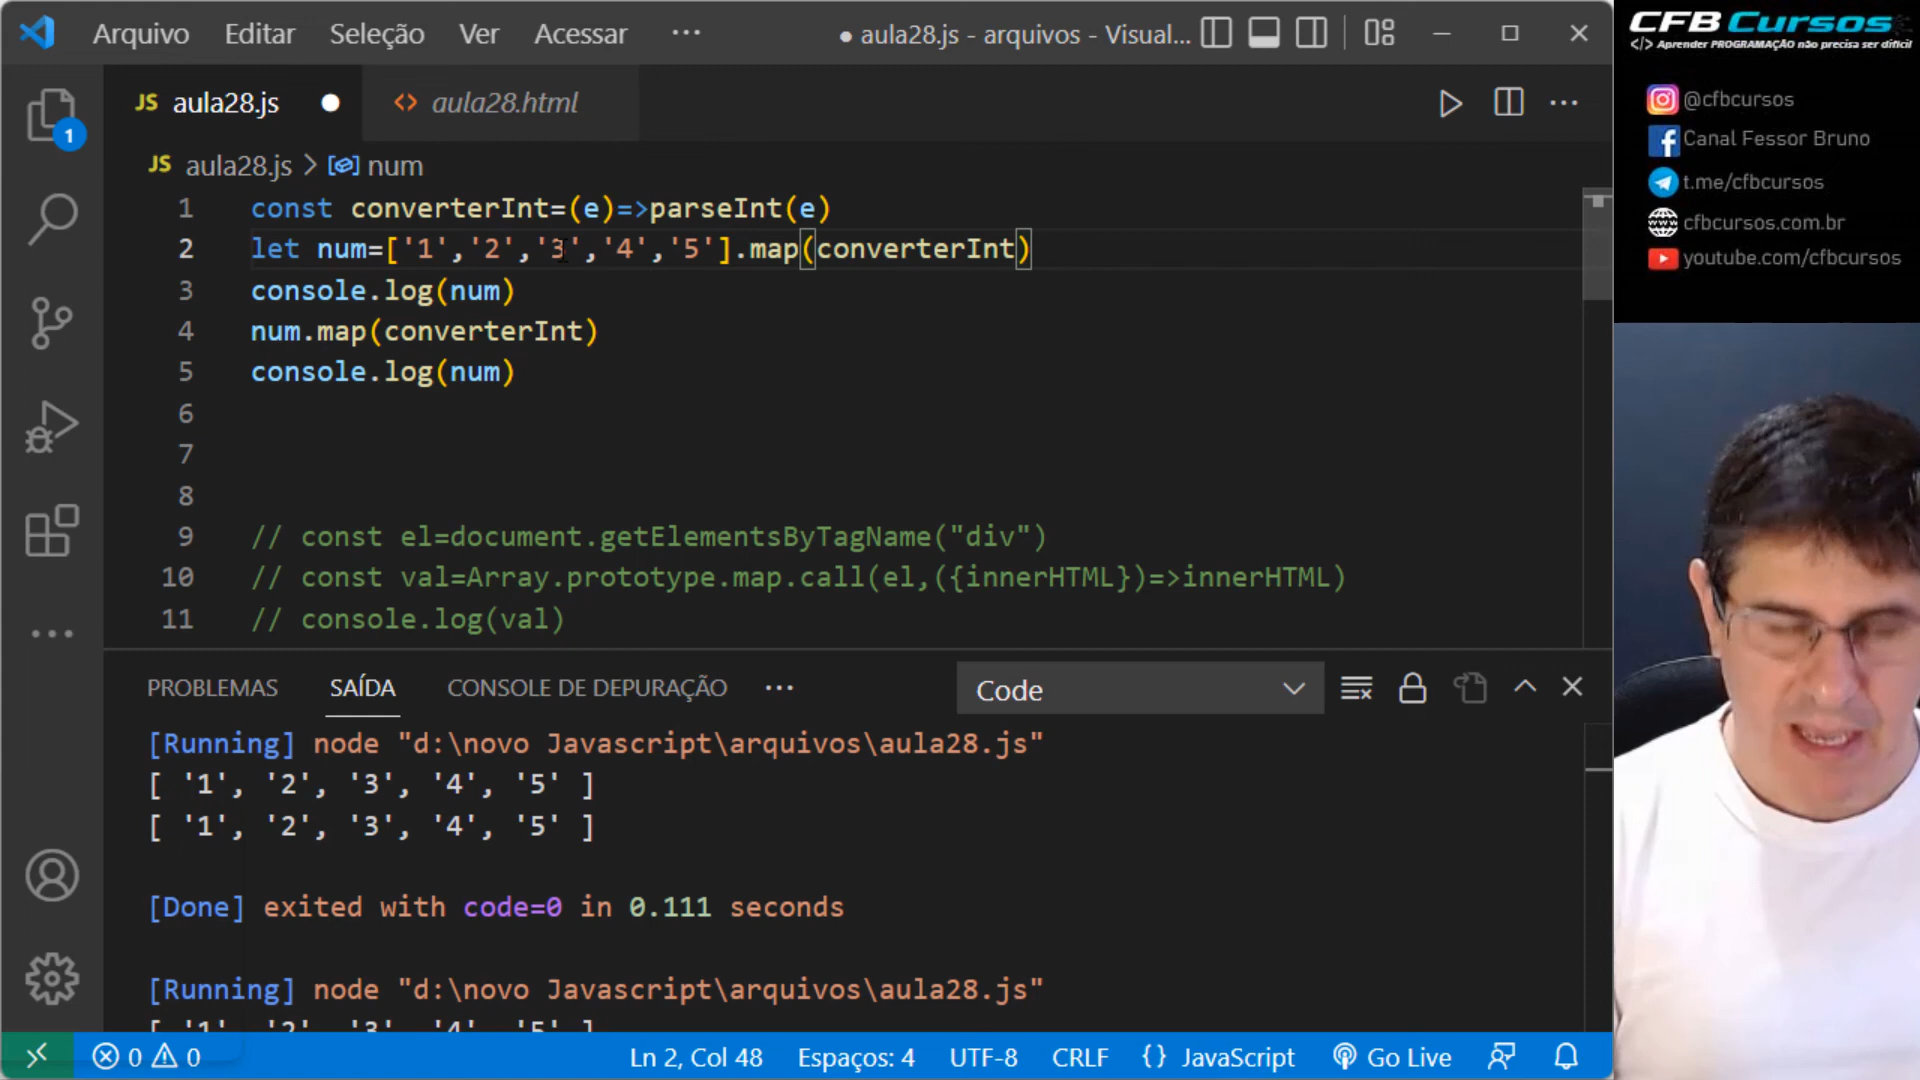 Arquivo Editar Seleção Ver Acessar ··· ● aula28.js - arquivos - Visual...
JS aula28.js ● <> aula28.html
JS aula28.js > num
1 const converterInt=(e)=>parseInt(e)
2 let num=['1','2','3','4','5'].map(converterInt)
3 console.log(num)
4 num.map(converterInt)
5 console.log(num)
6
7
8
9 // const el=document.getElementsByTagName("div")
10 // const val=Array.prototype.map.call(el,({innerHTML})=>innerHTML)
11 // console.log(val)
PROBLEMAS SAÍDA CONSOLE DE DEPURAÇÃO ··· Code
[Running] node "d:\novo Javascript\arquivos\aula28.js"
[ '1', '2', '3', '4', '5' ]
[ '1', '2', '3', '4', '5' ]
[Done] exited with code=0 in 0.111 seconds
[Running] node "d:\novo Javascript\arquivos\aula28.js"
[ '1', '2', '3', '4', '5' ]
0 0 Ln 2, Col 48 Espaços: 4 UTF-8 CRLF {} JavaScript Go Live
1
CFB Cursos
</> Aprender PROGRAMAÇÃO não precisa ser difícil
@cfbcursos
Canal Fessor Bruno
t.me/cfbcursos
cfbcursos.com.br
youtube.com/cfbcursos